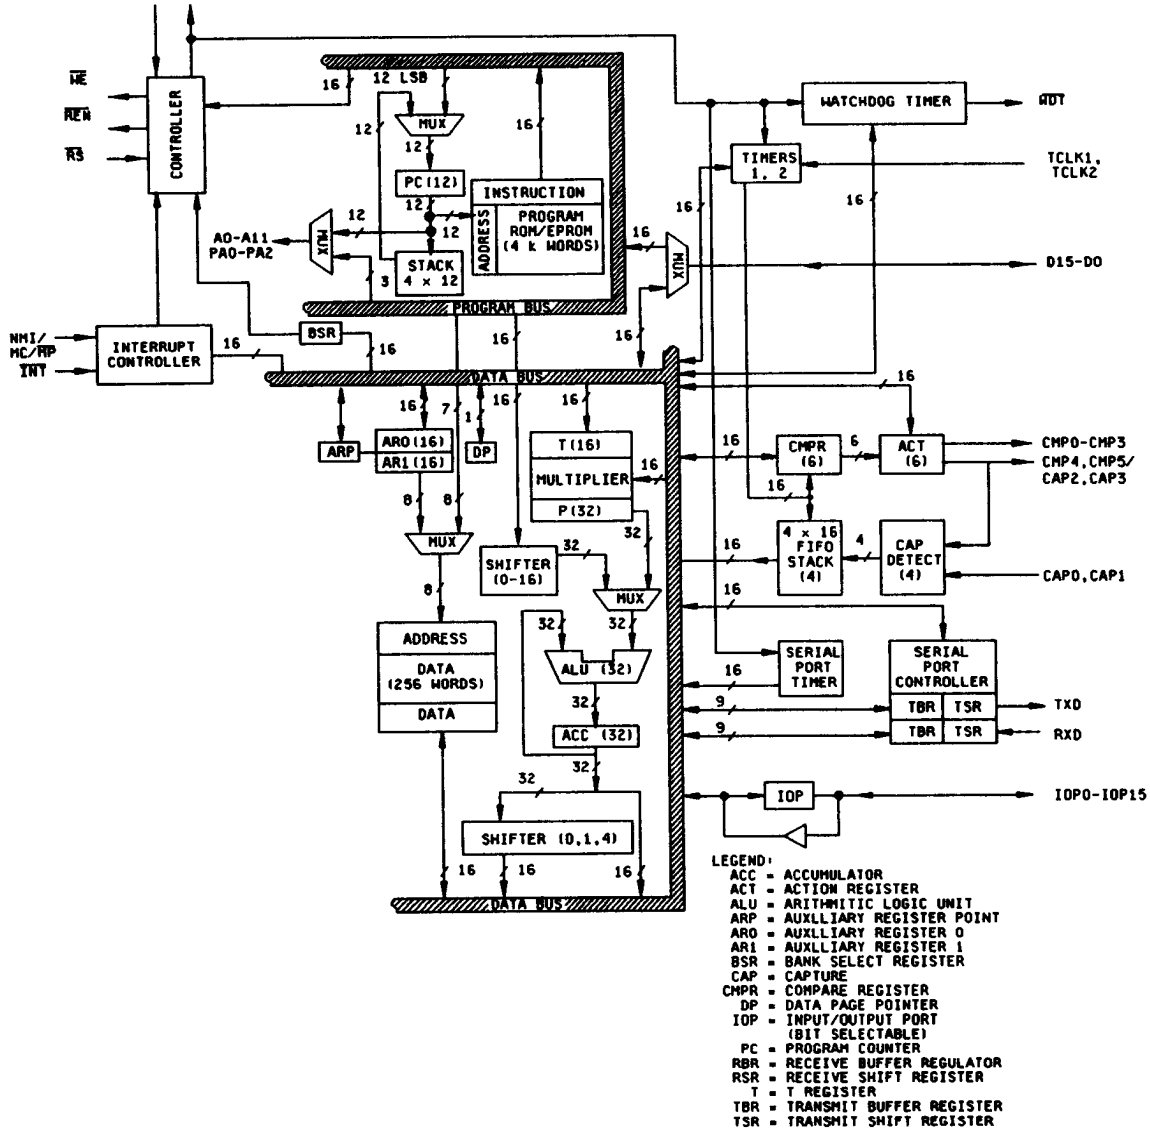 WE
REN
RS
CONTROLLER
16
12 LSB
MUX
12
12
PC(12)
12
12
12
STACK
4 × 12
16
INSTRUCTION
ADDRESS
PROGRAM
ROM/EPROM
(4 k WORDS)
MUX
A0-A11
PA0-PA2
3
PROGRAM BUS
WATCHDOG TIMER
WDT
TIMERS
1, 2
TCLK1,
TCLK2
16
16
16
MUX
D15-D0
NMI/
MC/MP
INT
INTERRUPT
CONTROLLER
16
BSR
16
16
16
DATA BUS
16
7
1
16
16
16
ARP
AR0(16)
AR1(16)
DP
T(16)
MULTIPLIER
P(32)
16
16
CMPR
(6)
6
ACT
(6)
CMP0-CMP3
CMP4,CMP5/
CAP2,CAP3
16
8
8
MUX
8
SHIFTER
(0-16)
32
32
MUX
16
4 × 16
FIFO
STACK
(4)
4
CAP
DETECT
(4)
CAP0,CAP1
16
ADDRESS
DATA
(256 WORDS)
DATA
32
32
ALU (32)
32
ACC (32)
32
SERIAL
PORT
TIMER
16
SERIAL
PORT
CONTROLLER
9
TBR
TSR
TXD
9
TBR
TSR
RXD
32
SHIFTER (0,1,4)
IOP
IOP0-IOP15
16
16
16
DATA BUS
LEGEND:
ACC = ACCUMULATOR
ACT = ACTION REGISTER
ALU = ARITHMITIC LOGIC UNIT
ARP = AUXLLIARY REGISTER POINT
AR0 = AUXLLIARY REGISTER 0
AR1 = AUXLLIARY REGISTER 1
BSR = BANK SELECT REGISTER
CAP = CAPTURE
CMPR = COMPARE REGISTER
DP = DATA PAGE POINTER
IOP = INPUT/OUTPUT PORT
(BIT SELECTABLE)
PC = PROGRAM COUNTER
RBR = RECEIVE BUFFER REGULATOR
RSR = RECEIVE SHIFT REGISTER
T = T REGISTER
TBR = TRANSMIT BUFFER REGISTER
TSR = TRANSMIT SHIFT REGISTER